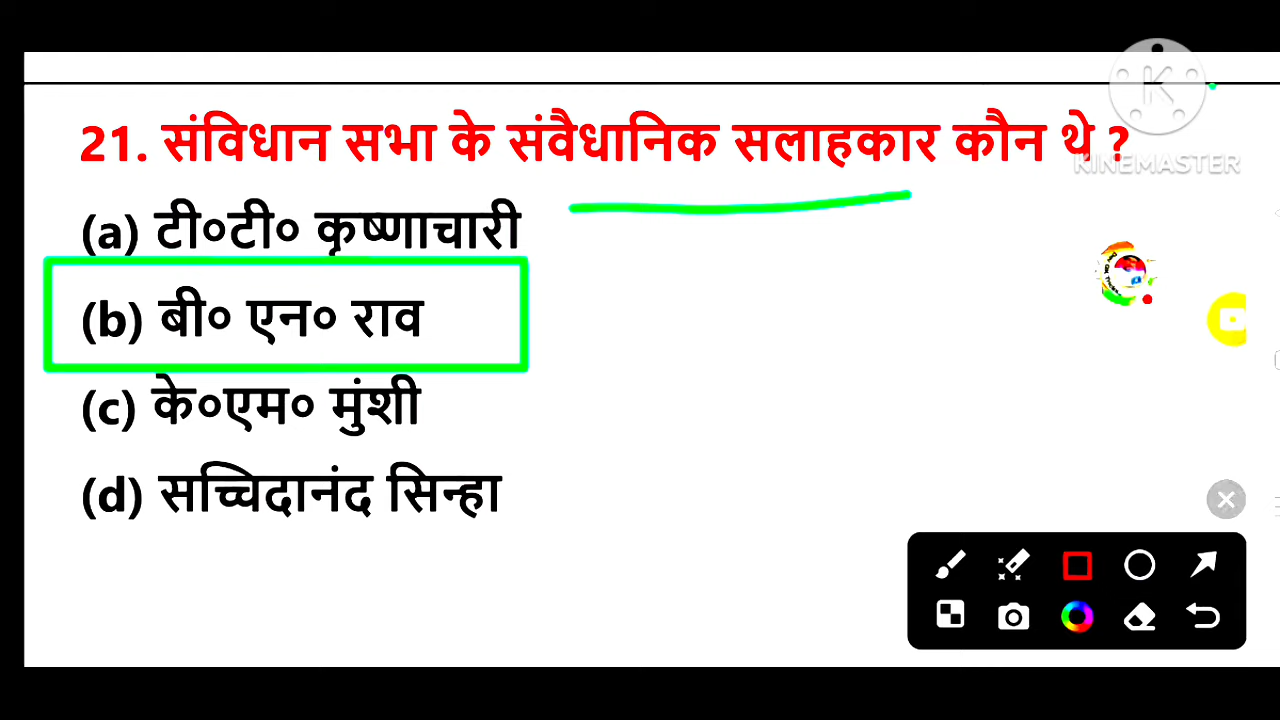 21. संविधान सभा के संवैधानिक सलाहकार कौन थे ?
KINEMASTER
(a) टी०टी० कृष्णाचारी
(b) बी० एन० राव
(c) के०एम० मुंशी
(d) सच्चिदानंद सिन्हा